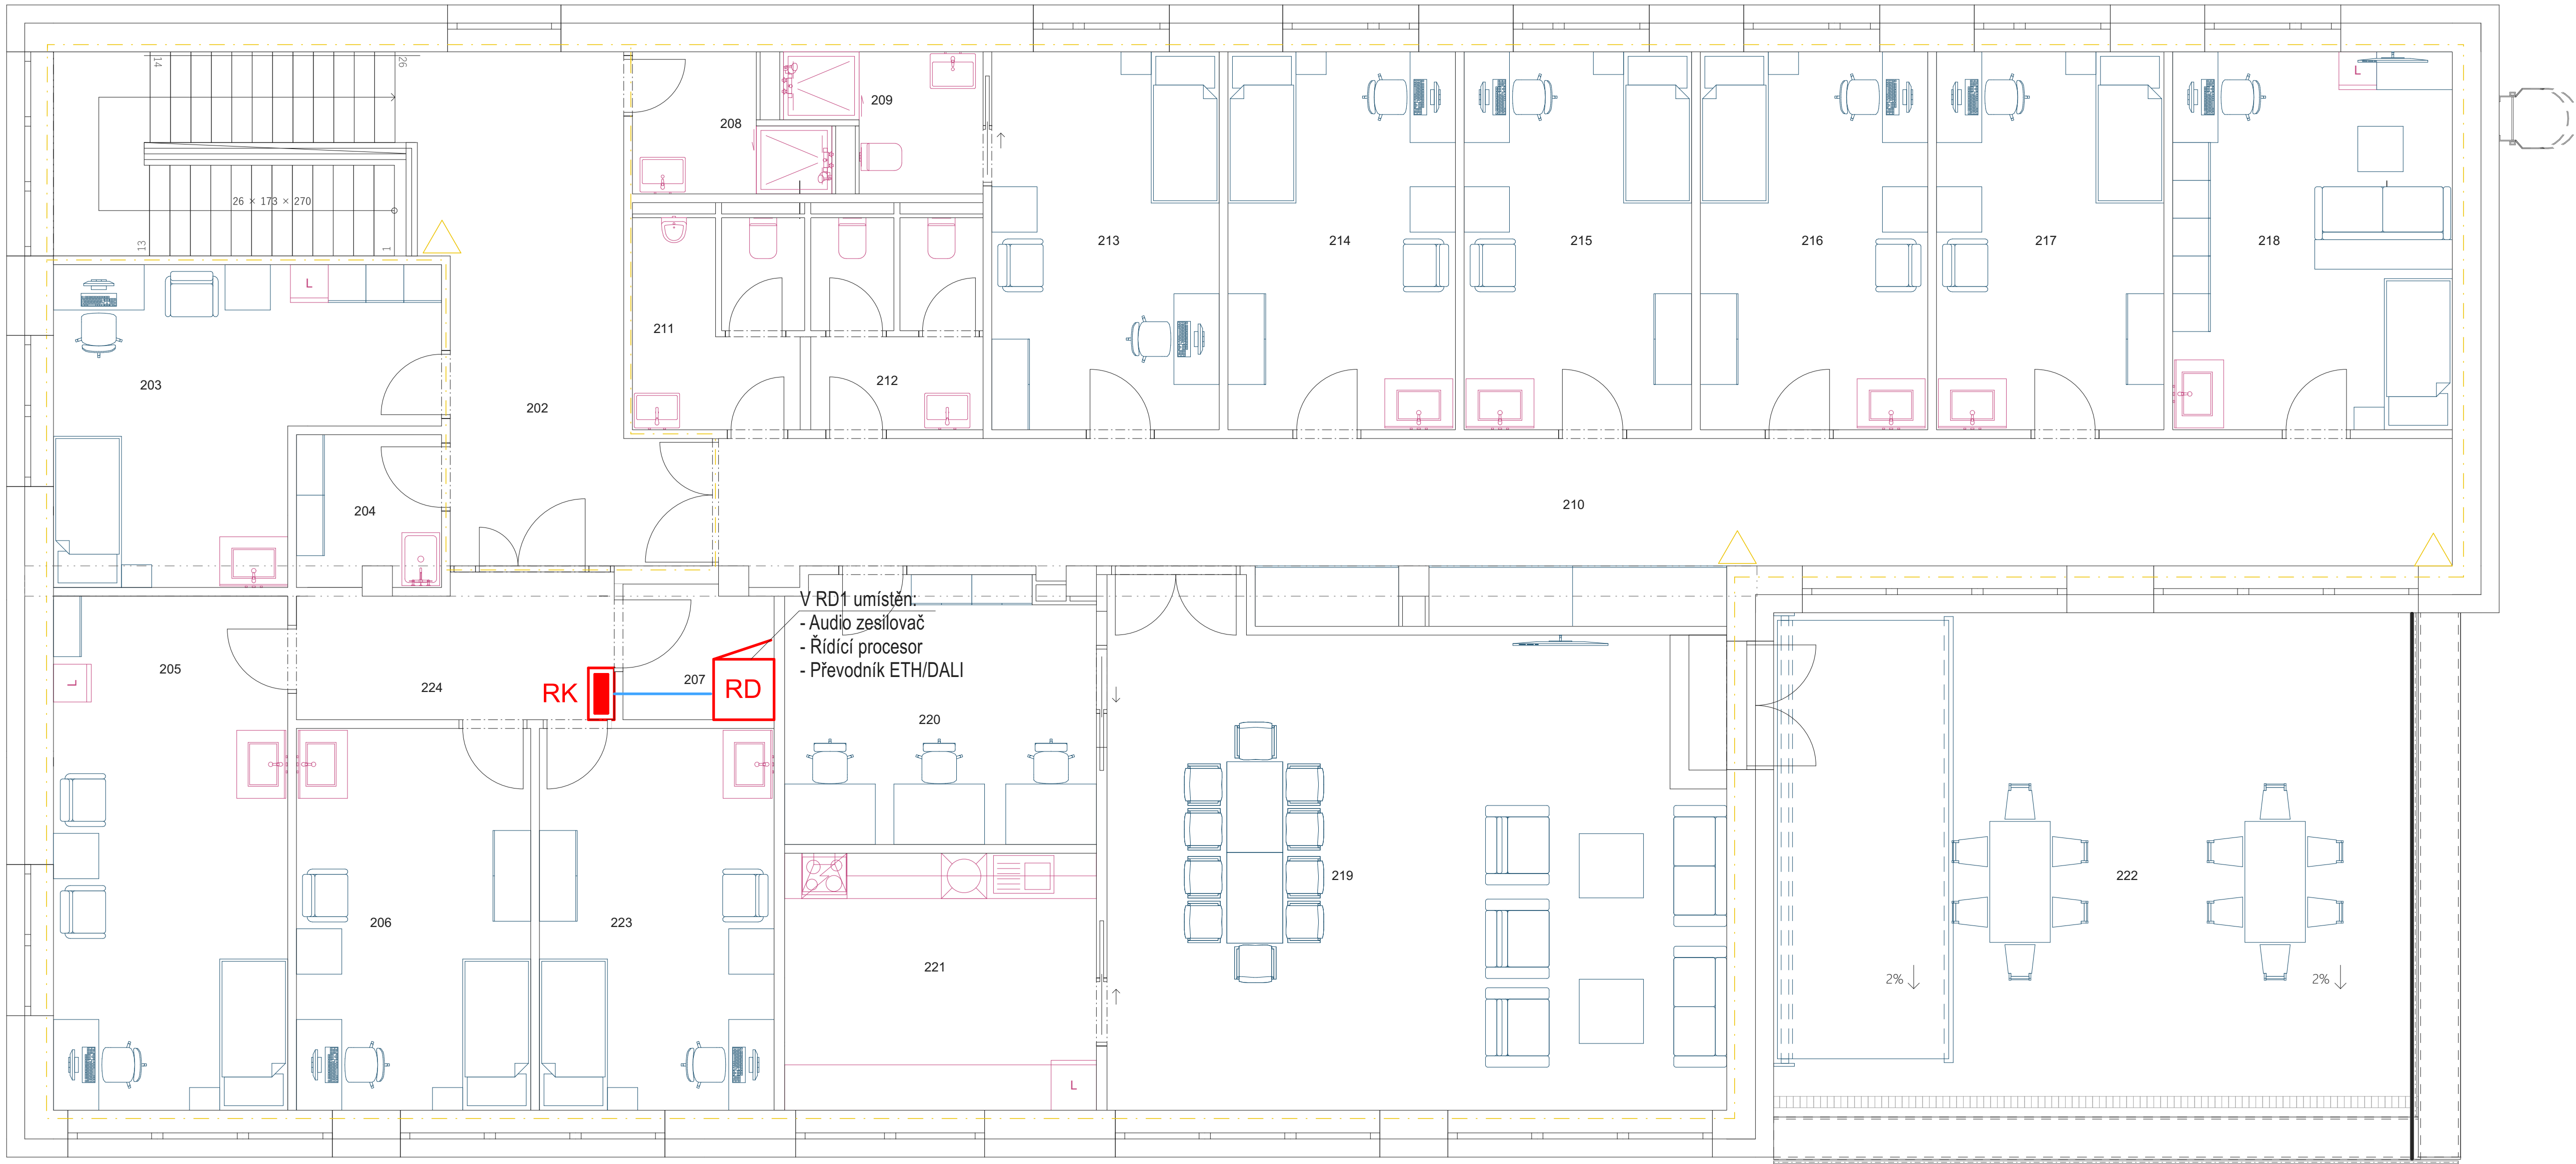 14
26
26 × 173 × 270
13
1
L
209
208
213
214
215
216
217
218
L
211
212
203
202
204
210
V RD1 umístěn:
- Audio zesilovač
- Řídící procesor
- Převodník ETH/DALI
205
L
224
RK
207
RD
220
206
223
221
L
219
222
2%
2%